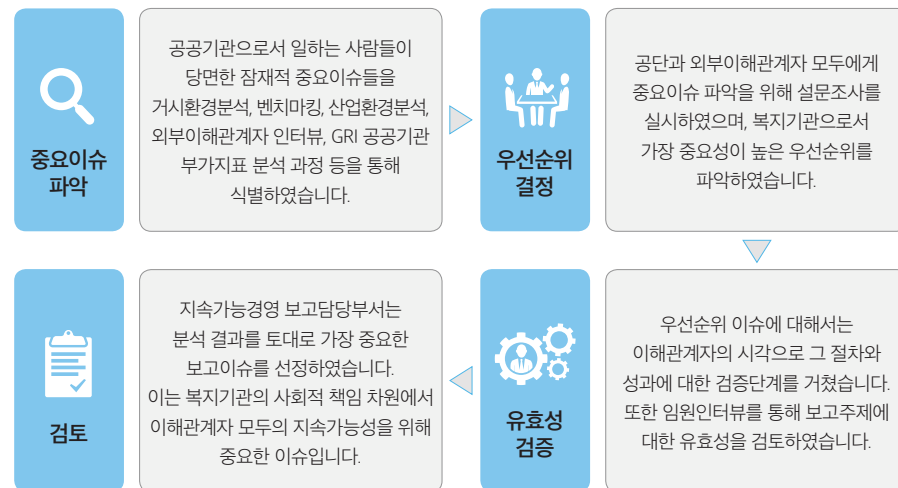 중요이슈
파악
공공기관으로서 일하는 사람들이
당면한 잠재적 중요이슈들을
거시환경분석, 벤치마킹, 산업환경분석,
외부이해관계자 인터뷰, GRI 공공기관
부가지표 분석 과정 등을 통해
식별하였습니다.
우선순위
결정
공단과 외부이해관계자 모두에게
중요이슈 파악을 위해 설문조사를
실시하였으며, 복지기관으로서
가장 중요성이 높은 우선순위를
파악하였습니다.
유효성
검증
우선순위 이슈에 대해서는
이해관계자의 시각으로 그 절차와
성과에 대한 검증단계를 거쳤습니다.
또한 임원인터뷰를 통해 보고주제에
대한 유효성을 검토하였습니다.
검토
지속가능경영 보고담당부서는
분석 결과를 토대로 가장 중요한
보고이슈를 선정하였습니다.
이는 복지기관의 사회적 책임 차원에서
이해관계자 모두의 지속가능성을 위해
중요한 이슈입니다.